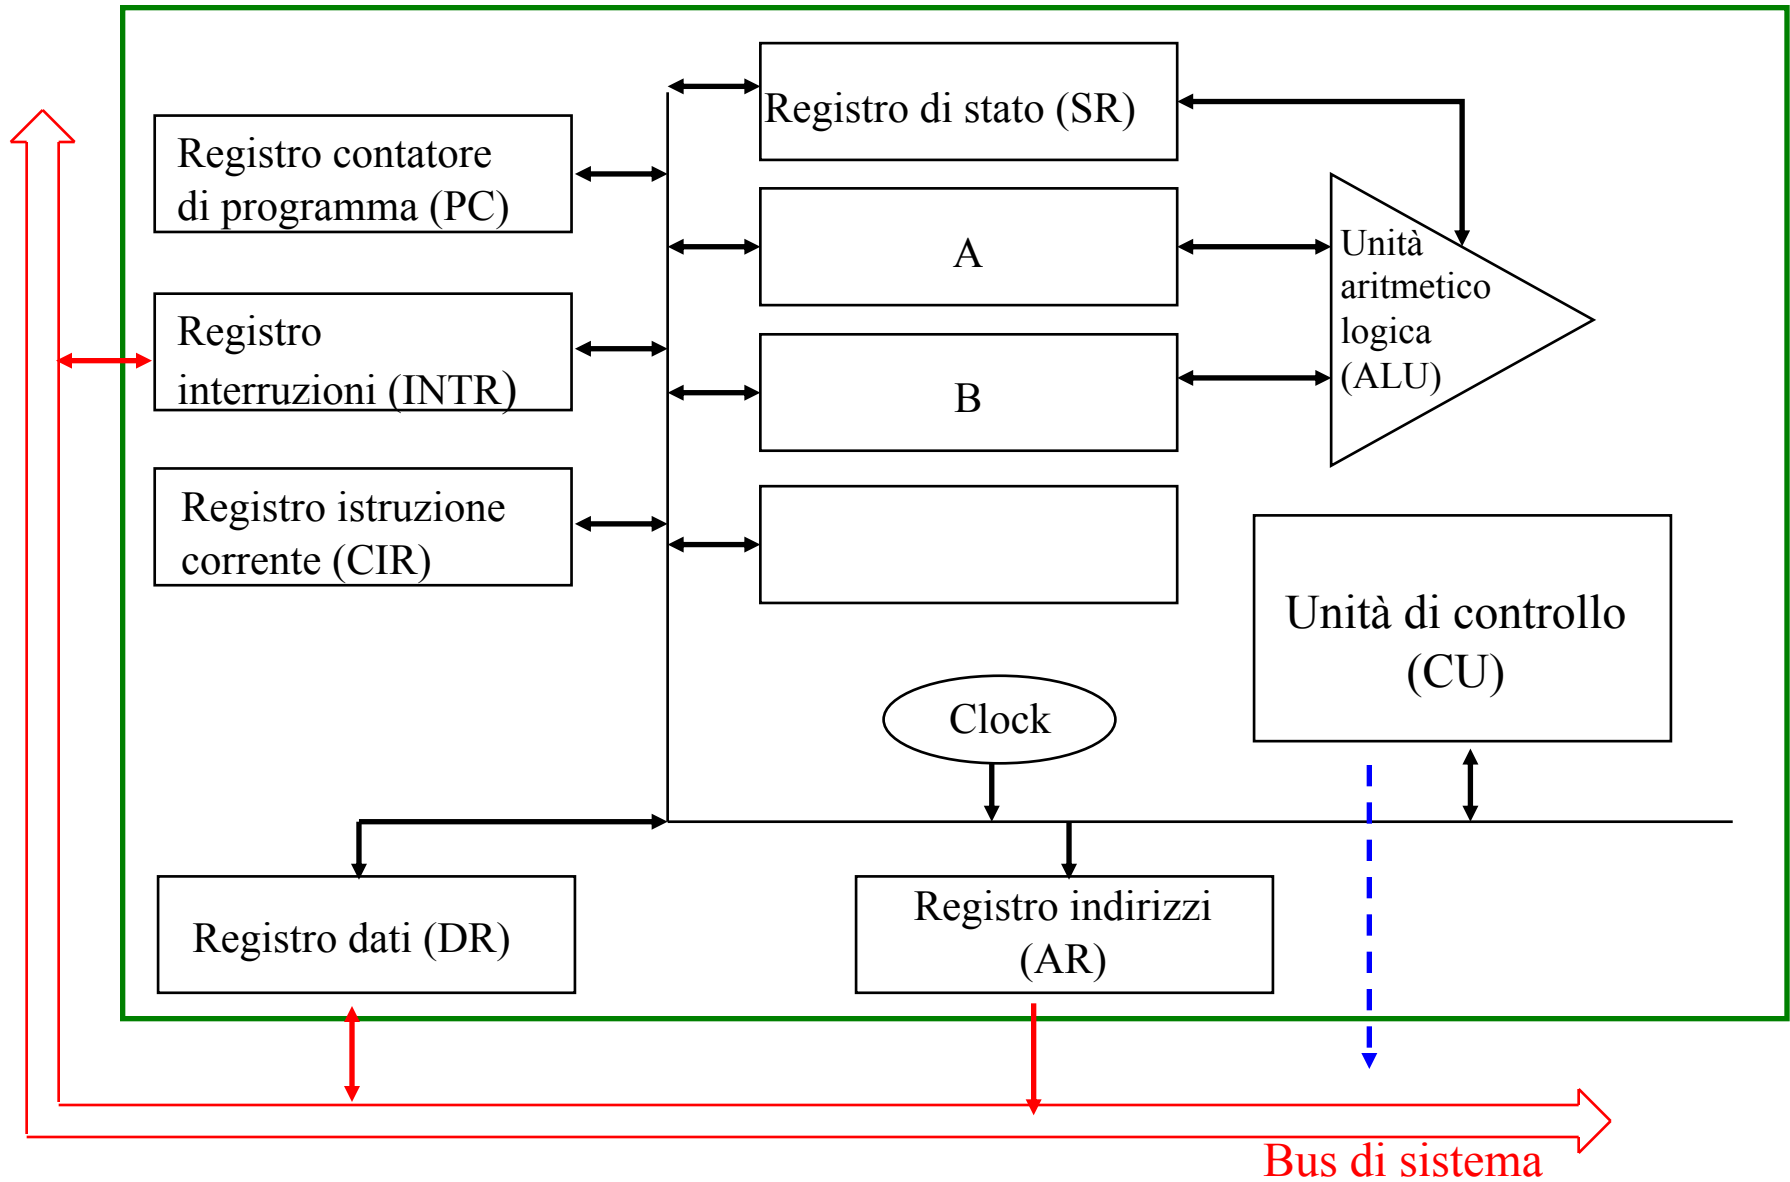 Registro di stato (SR)
Registro contatore
di programma (PC)
A
Unità
aritmetico
logica
(ALU)
Registro
interruzioni (INTR)
B
Registro istruzione
corrente (CIR)
Unità di controllo
(CU)
Clock
Registro dati (DR)
Registro indirizzi
(AR)
Bus di sistema